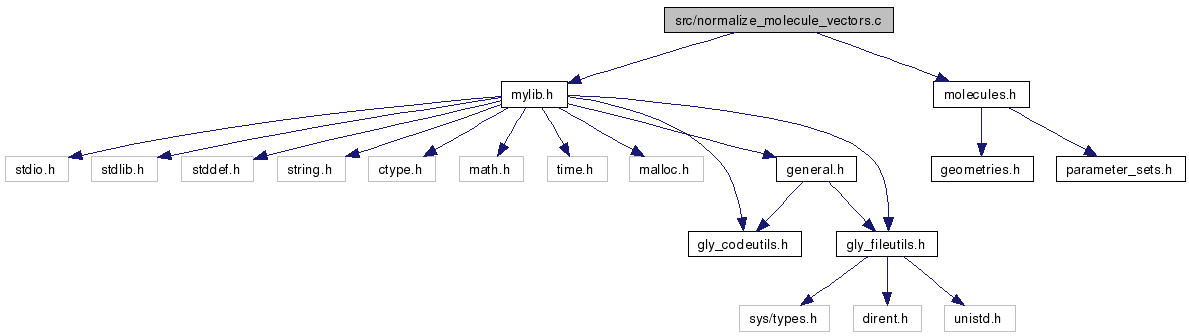 src/normalize_molecule_vectors.c
mylib.h
molecules.h
stdio.h
stdlib.h
stddef.h
string.h
ctype.h
math.h
time.h
malloc.h
general.h
geometries.h
parameter_sets.h
gly_codeutils.h
gly_fileutils.h
sys/types.h
dirent.h
unistd.h